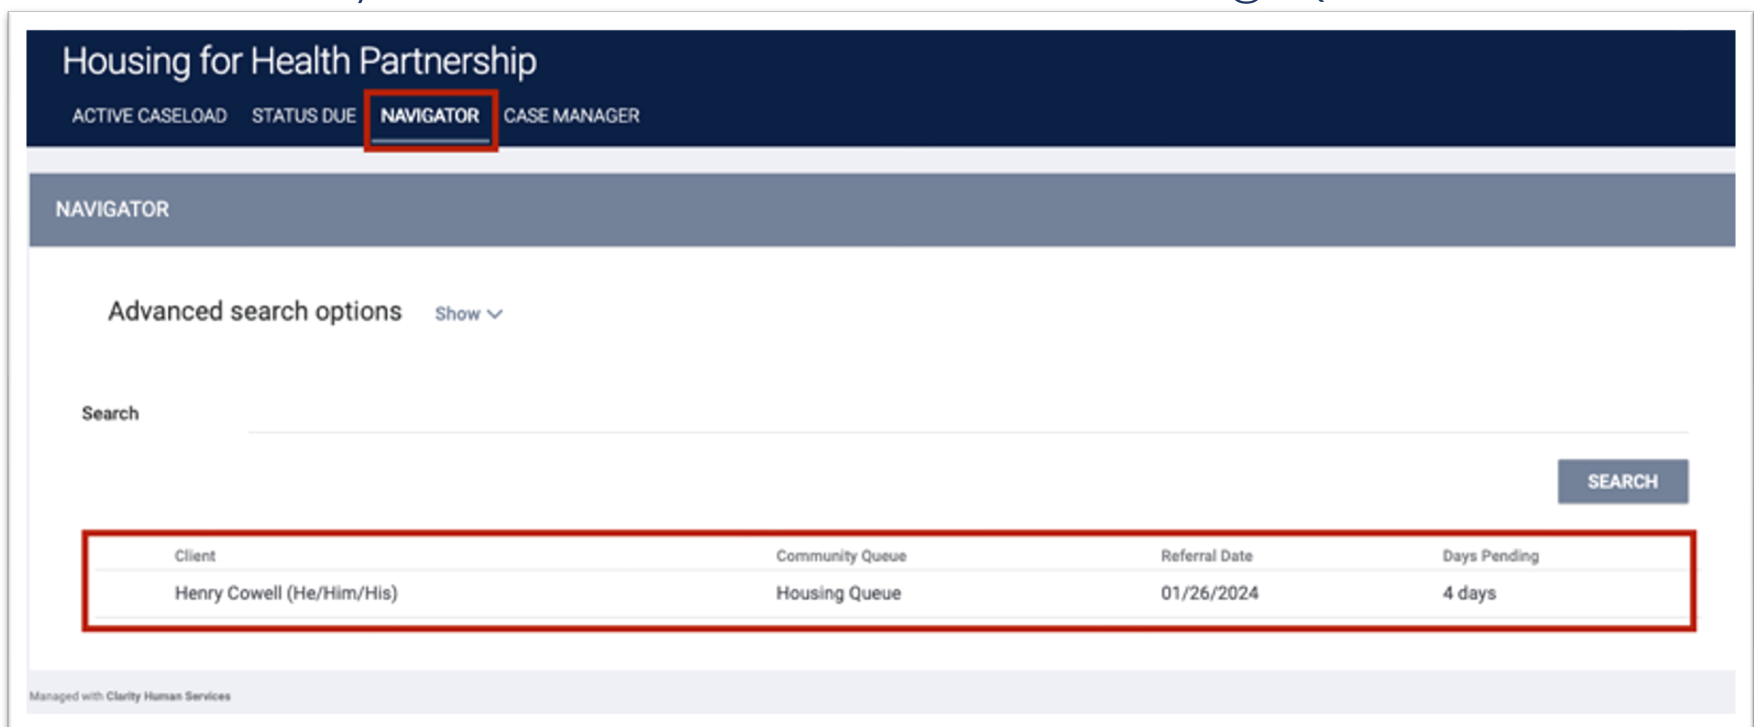 Housing for Health Partnership
ACTIVE CASELOAD STATUS DUE NAVIGATOR CASE MANAGER
NAVIGATOR
Advanced search options Show
Search
SEARCH
Client Community Queue Referral Date Days Pending
Henry Cowell (He/Him/His) Housing Queue 01/26/2024 4 days
Managed with Clarity Human Services